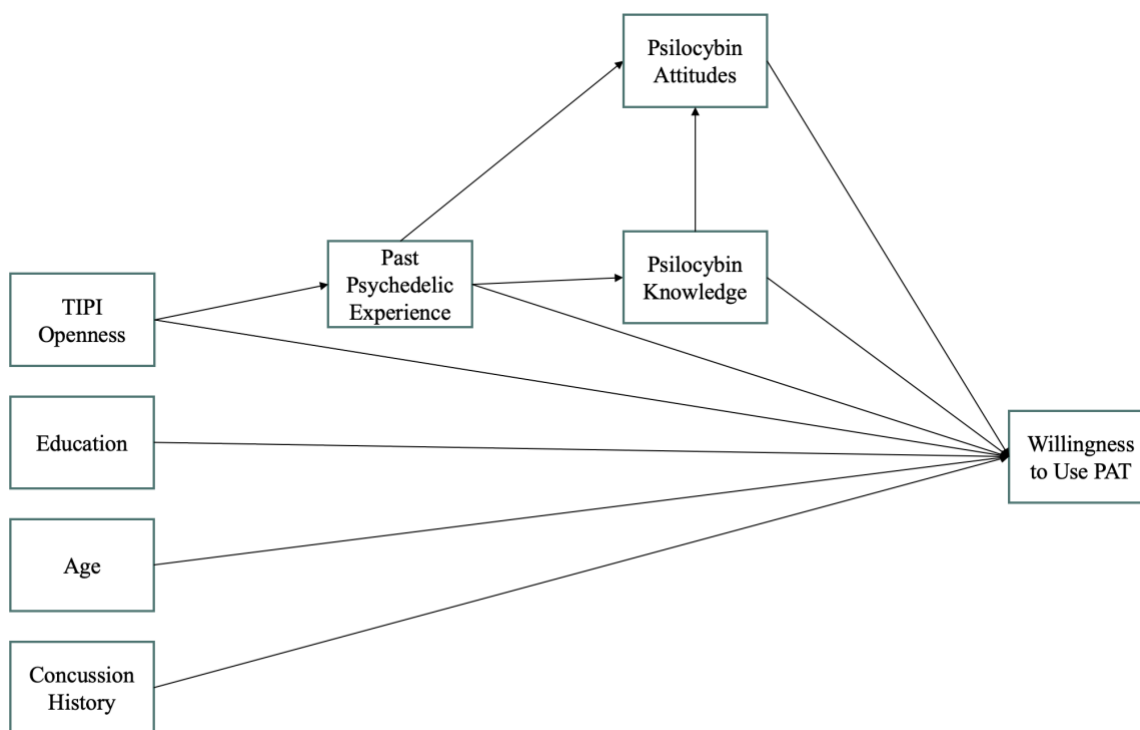 Psilocybin
Attitudes
Past
Psychedelic
Experience
Psilocybin
Knowledge
TIPI
Openness
Education
Willingness
to Use PAT
Age
Concussion
History